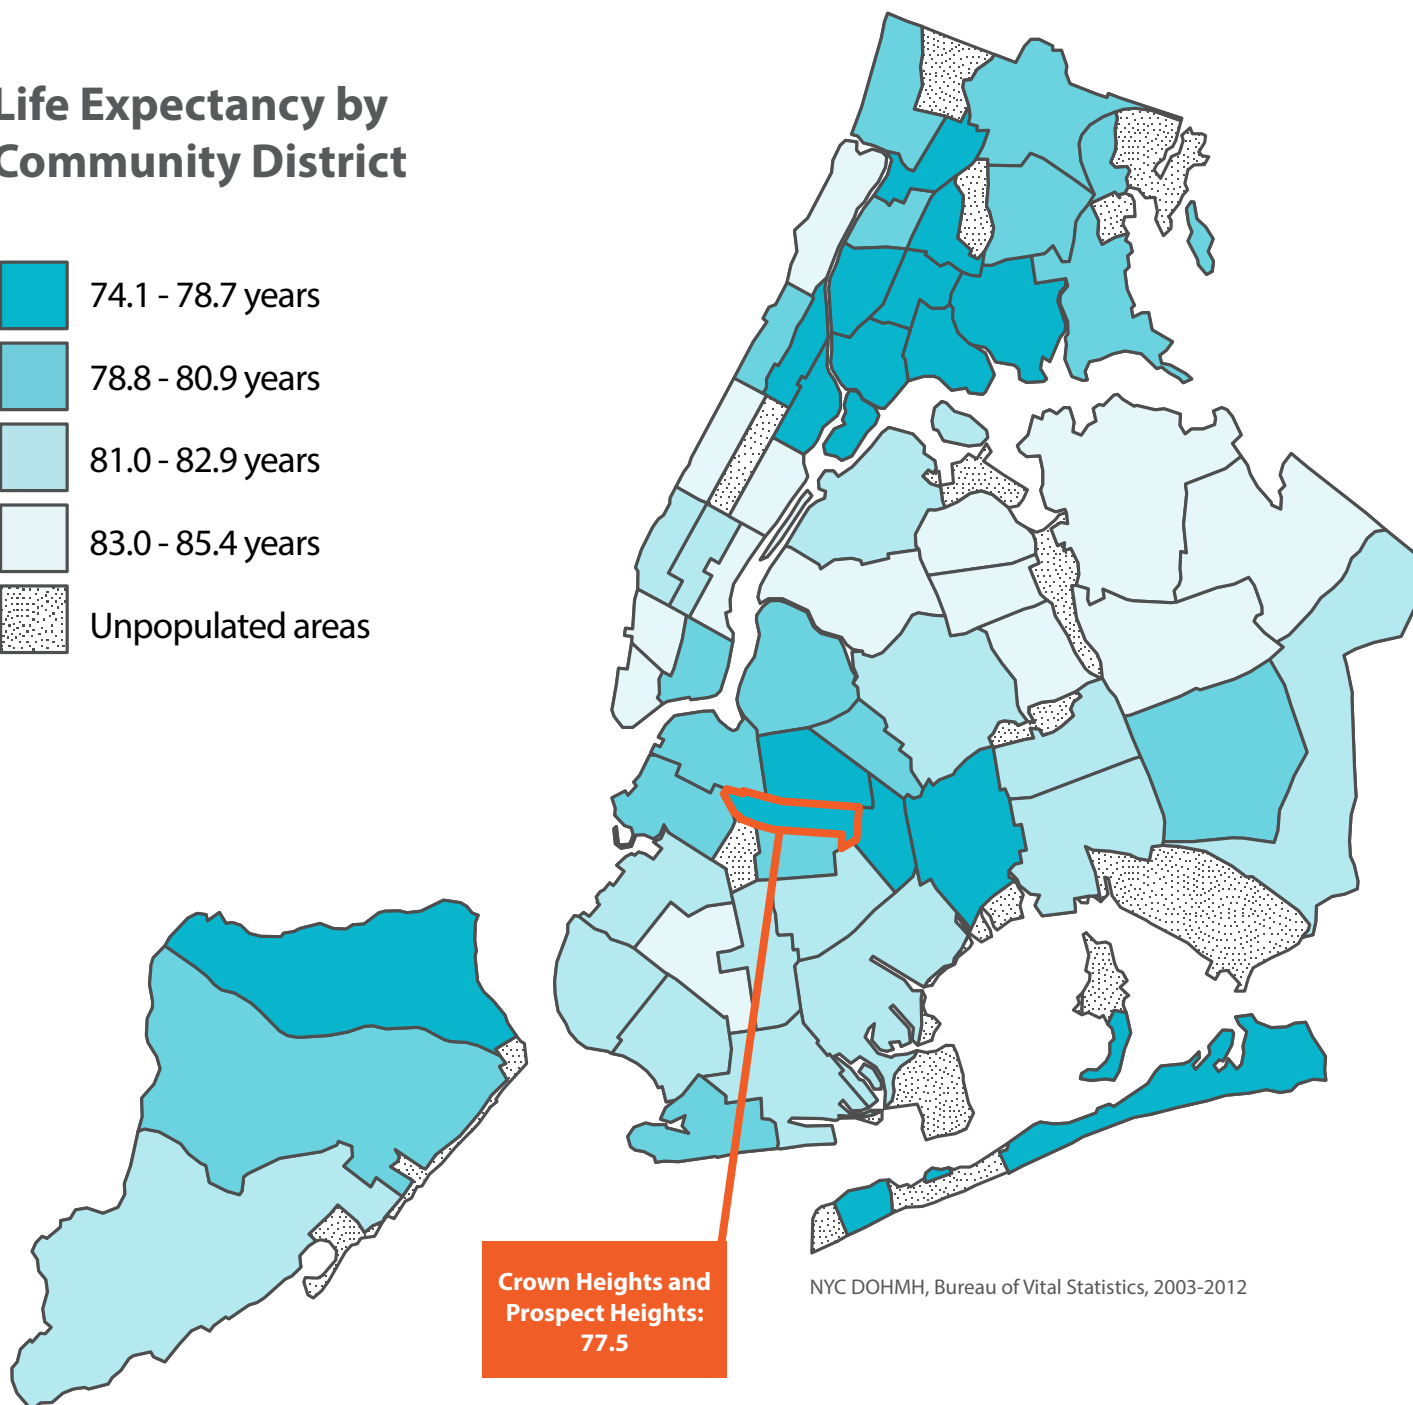 Life Expectancy by
Community District
74.1 - 78.7 years
78.8 - 80.9 years
81.0 - 82.9 years
83.0 - 85.4 years
Unpopulated areas
Crown Heights and
Prospect Heights:
77.5
NYC DOHMH, Bureau of Vital Statistics, 2003-2012